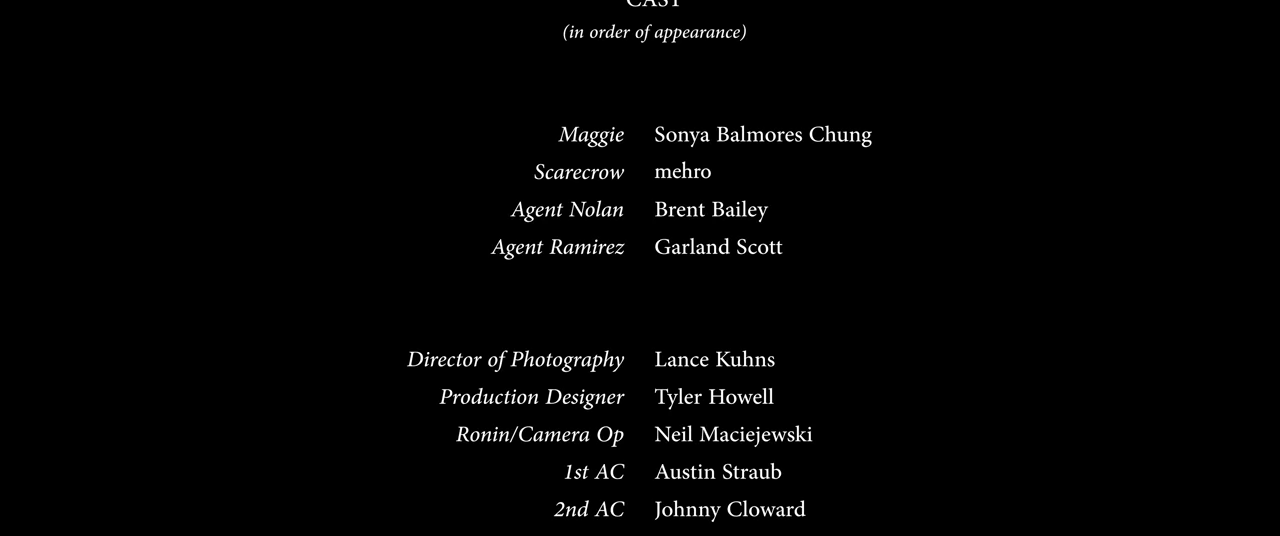 CAST
(in order of appearance)
Maggie Sonya Balmores Chung
Scarecrow mehro
Agent Nolan Brent Bailey
Agent Ramirez Garland Scott
Director of Photography Lance Kuhns
Production Designer Tyler Howell
Ronin/Camera Op Neil Maciejewski
1st AC Austin Straub
2nd AC Johnny Cloward